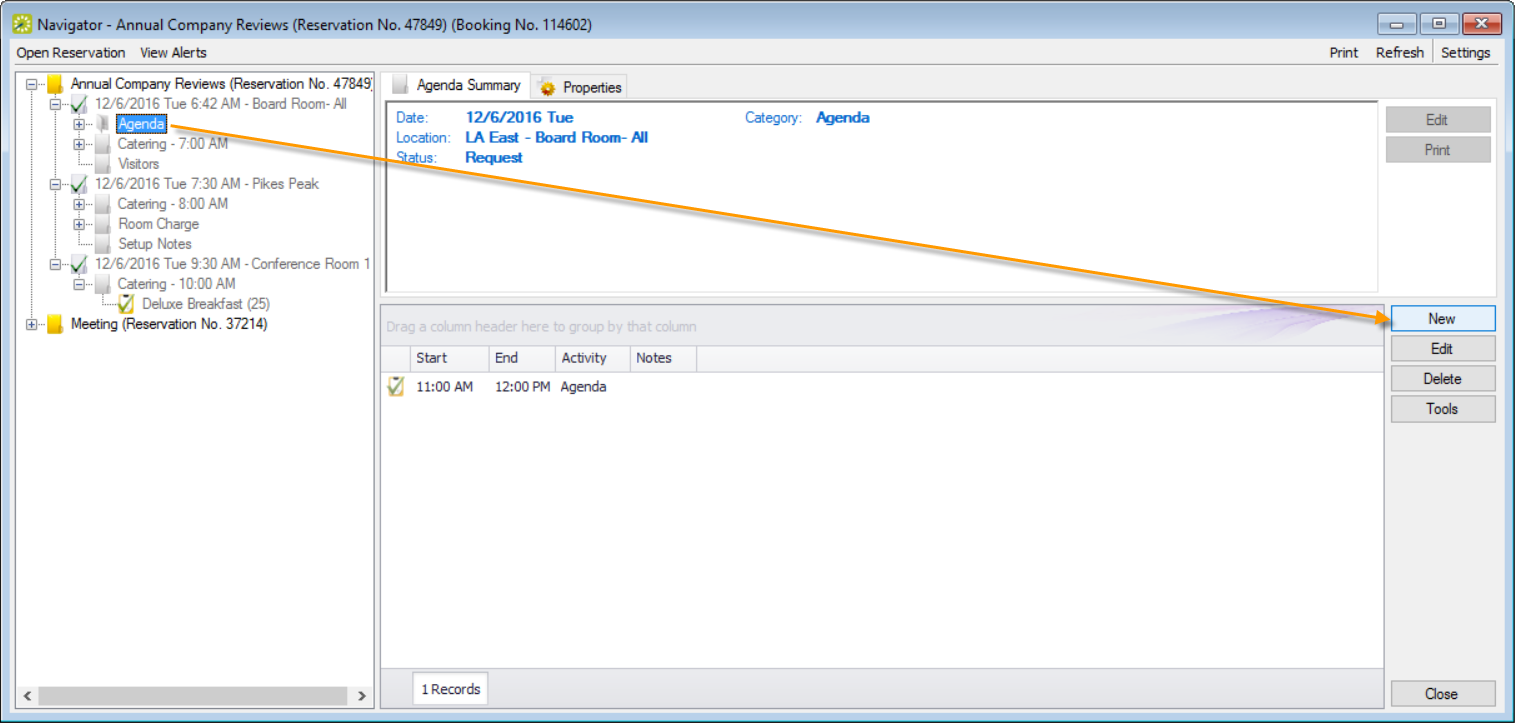 Navigator - Annual Company Reviews (Reservation No. 47849) (Booking No. 114602)
Open Reservation View Alerts Print Refresh Settings
Annual Company Reviews (Reservation No. 47849)
12/6/2016 Tue 6:42 AM - Board Room- All
Agenda
Catering - 7:00 AM
Visitors
12/6/2016 Tue 7:30 AM - Pikes Peak
Catering - 8:00 AM
Room Charge
Setup Notes
12/6/2016 Tue 9:30 AM - Conference Room 1
Catering - 10:00 AM
Deluxe Breakfast (25)
Meeting (Reservation No. 37214)
Agenda Summary Properties
Date: 12/6/2016 Tue Category: Agenda
Location: LA East - Board Room- All
Status: Request
Edit
Print
Drag a column header here to group by that column
Start End Activity Notes
11:00 AM 12:00 PM Agenda
1 Records
New
Edit
Delete
Tools
Close